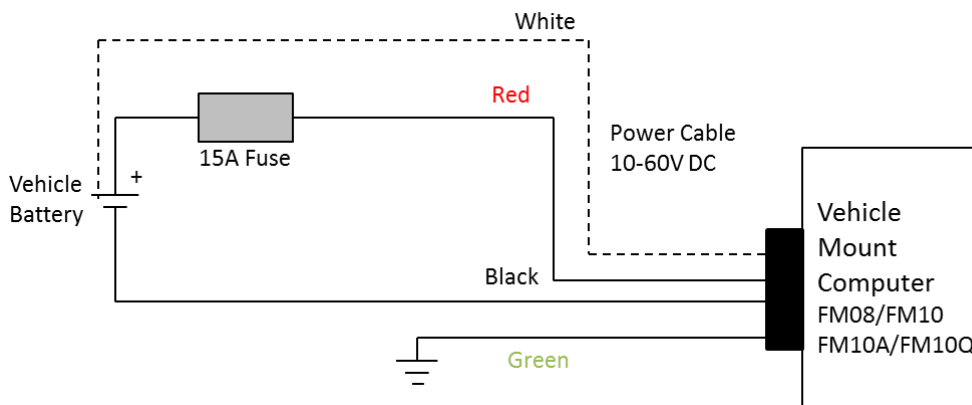 White
Red
15A Fuse
Power Cable
10-60V DC
+
Vehicle
Battery
Vehicle
Mount
Computer
FM08/FM10
FM10A/FM10Q
Black
Green